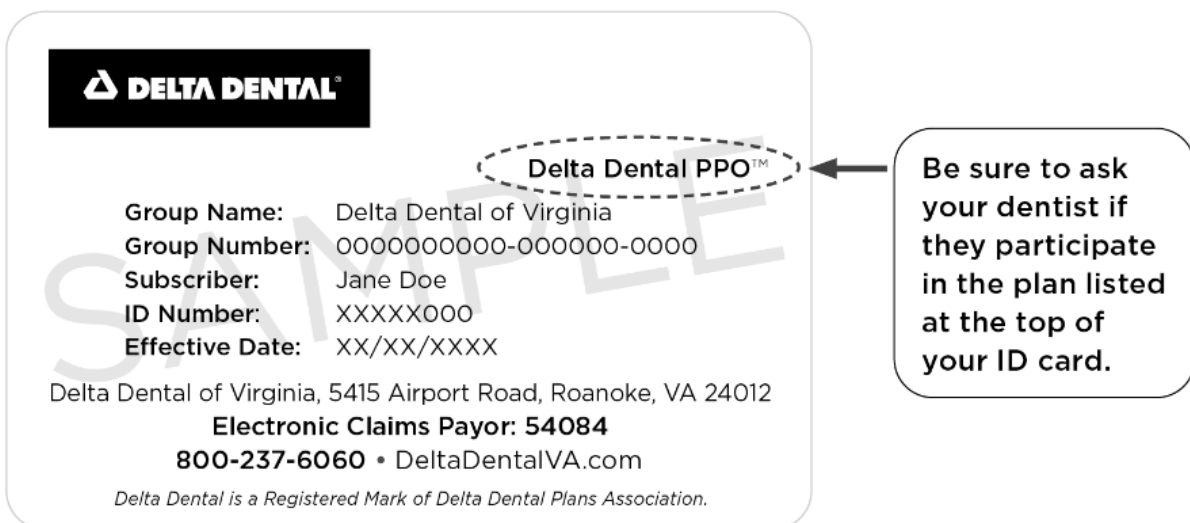 DELTA DENTAL®
Delta Dental PPO™
Group Name: Delta Dental of Virginia
Group Number: 0000000000-000000-0000
Subscriber: Jane Doe
ID Number: XXXXX000
Effective Date: XX/XX/XXXX
SAMPLE
Delta Dental of Virginia, 5415 Airport Road, Roanoke, VA 24012
Electronic Claims Payor: 54084
800-237-6060 • DeltaDentalVA.com
Delta Dental is a Registered Mark of Delta Dental Plans Association.
Be sure to ask
your dentist if
they participate
in the plan listed
at the top of
your ID card.